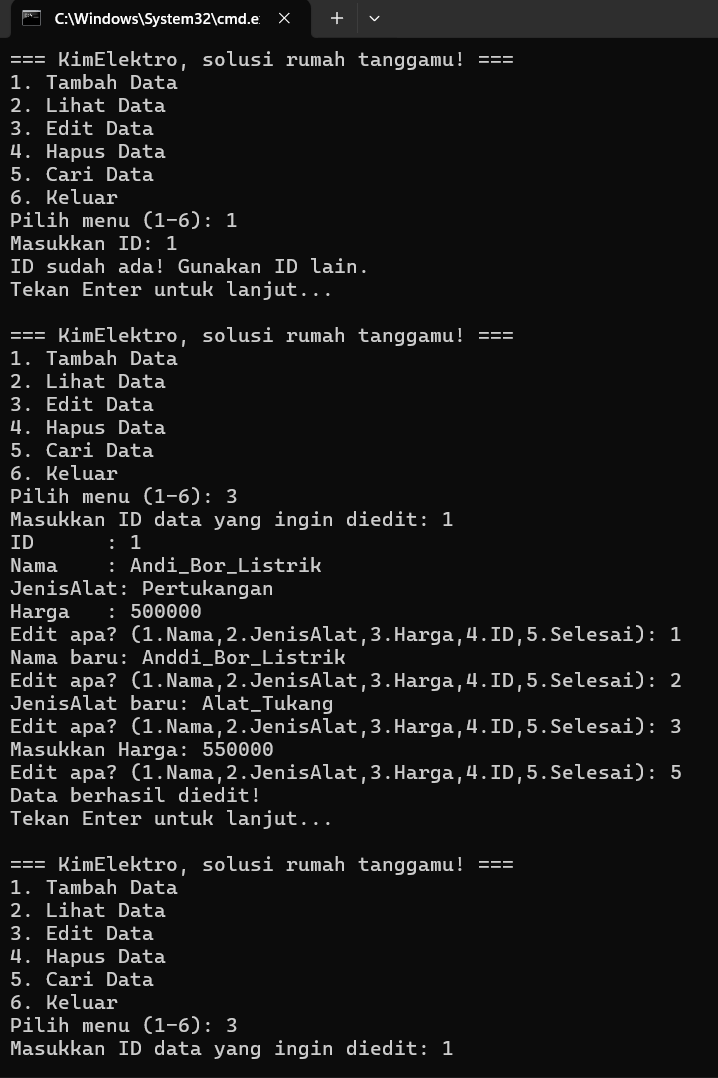 C:\Windows\System32\cmd.e
=== KimElektro, solusi rumah tanggamu! ===
1. Tambah Data
2. Lihat Data
3. Edit Data
4. Hapus Data
5. Cari Data
6. Keluar
Pilih menu (1-6): 1
Masukkan ID: 1
ID sudah ada! Gunakan ID lain.
Tekan Enter untuk lanjut...
=== KimElektro, solusi rumah tanggamu! ===
1. Tambah Data
2. Lihat Data
3. Edit Data
4. Hapus Data
5. Cari Data
6. Keluar
Pilih menu (1-6): 3
Masukkan ID data yang ingin diedit: 1
ID      : 1
Nama    : Andi_Bor_Listrik
JenisAlat: Pertukangan
Harga   : 500000
Edit apa? (1.Nama,2.JenisAlat,3.Harga,4.ID,5.Selesai): 1
Nama baru: Anddi_Bor_Listrik
Edit apa? (1.Nama,2.JenisAlat,3.Harga,4.ID,5.Selesai): 2
JenisAlat baru: Alat_Tukang
Edit apa? (1.Nama,2.JenisAlat,3.Harga,4.ID,5.Selesai): 3
Masukkan Harga: 550000
Edit apa? (1.Nama,2.JenisAlat,3.Harga,4.ID,5.Selesai): 5
Data berhasil diedit!
Tekan Enter untuk lanjut...
=== KimElektro, solusi rumah tanggamu! ===
1. Tambah Data
2. Lihat Data
3. Edit Data
4. Hapus Data
5. Cari Data
6. Keluar
Pilih menu (1-6): 3
Masukkan ID data yang ingin diedit: 1